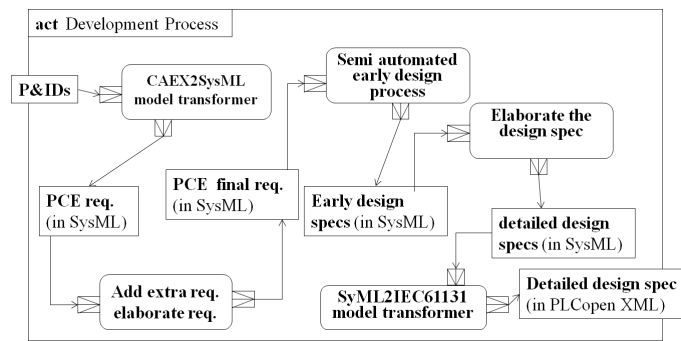 act Development Process
P&IDs
CAEX2SysML
model transformer
Semi automated
early design
process
Elaborate the
design spec
PCE req.
(in SysML)
PCE final req.
(in SysML)
Early design
specs (in SysML)
detailed design
specs (in SysML)
Add extra req.
elaborate req.
SyML2IEC61131
model transformer
Detailed design spec
(in PLCopen XML)